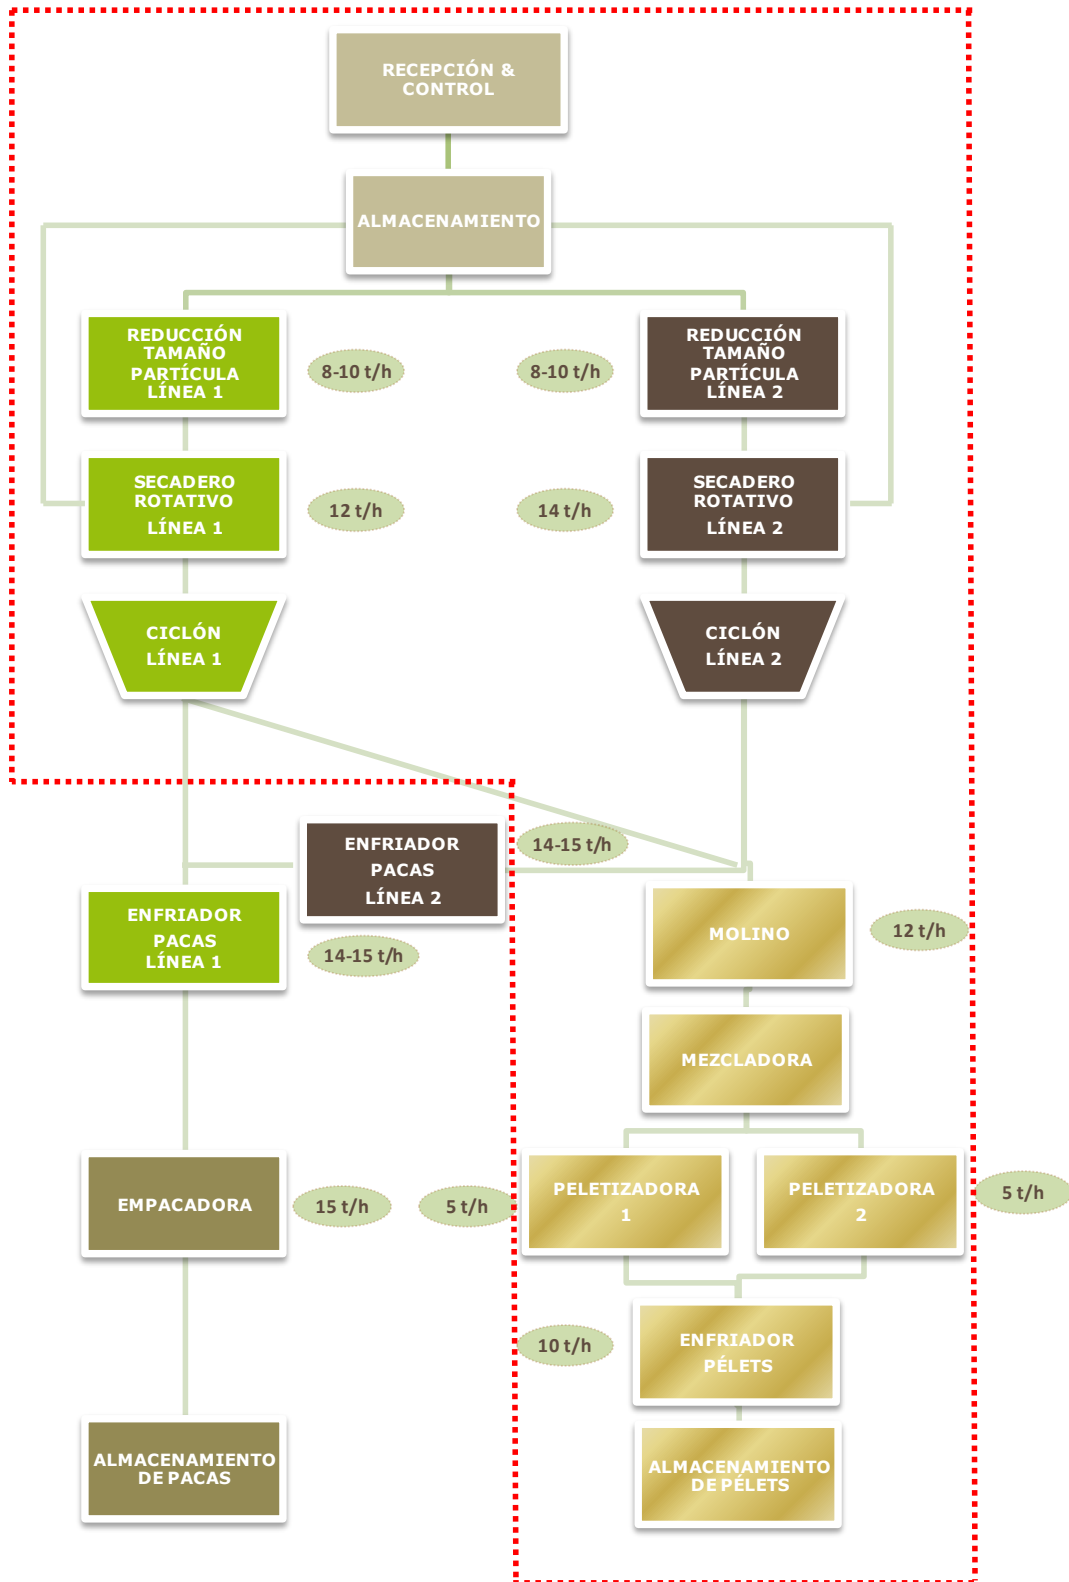 RECEPCIÓN &
CONTROL
ALMACENAMIENTO
REDUCCIÓN
TAMAÑO
PARTÍCULA
LÍNEA 1
8-10 t/h
8-10 t/h
REDUCCIÓN
TAMAÑO
PARTÍCULA
LÍNEA 2
SECADERO
ROTATIVO
LÍNEA 1
12 t/h
14 t/h
SECADERO
ROTATIVO
LÍNEA 2
CICLÓN
LÍNEA 1
CICLÓN
LÍNEA 2
ENFRIADOR
PACAS
LÍNEA 2
14-15 t/h
ENFRIADOR
PACAS
LÍNEA 1
14-15 t/h
MOLINO
12 t/h
MEZCLADORA
EMPACADORA
15 t/h
5 t/h
PELETIZADORA
1
PELETIZADORA
2
5 t/h
10 t/h
ENFRIADOR
PÉLETS
ALMACENAMIENTO
DE PACAS
ALMACENAMIENTO
DE PÉLETS